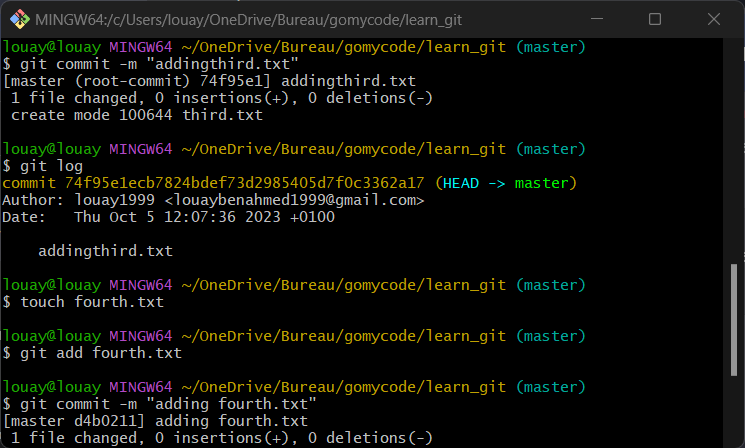 MINGW64:/c/Users/louay/OneDrive/Bureau/gomycode/learn_git
louay@louay MINGW64 ~/OneDrive/Bureau/gomycode/learn_git (master)
$ git commit -m "addingthird.txt"
[master (root-commit) 74f95e1] addingthird.txt
 1 file changed, 0 insertions(+), 0 deletions(-)
 create mode 100644 third.txt
louay@louay MINGW64 ~/OneDrive/Bureau/gomycode/learn_git (master)
$ git log
commit 74f95e1ecb7824bdef73d2985405d7f0c3362a17 (HEAD -> master)
Author: louay1999 <louaybenahmed1999@gmail.com>
Date:   Thu Oct 5 12:07:36 2023 +0100
    addingthird.txt
louay@louay MINGW64 ~/OneDrive/Bureau/gomycode/learn_git (master)
$ touch fourth.txt
louay@louay MINGW64 ~/OneDrive/Bureau/gomycode/learn_git (master)
$ git add fourth.txt
louay@louay MINGW64 ~/OneDrive/Bureau/gomycode/learn_git (master)
$ git commit -m "adding fourth.txt"
[master d4b0211] adding fourth.txt
 1 file changed, 0 insertions(+), 0 deletions(-)